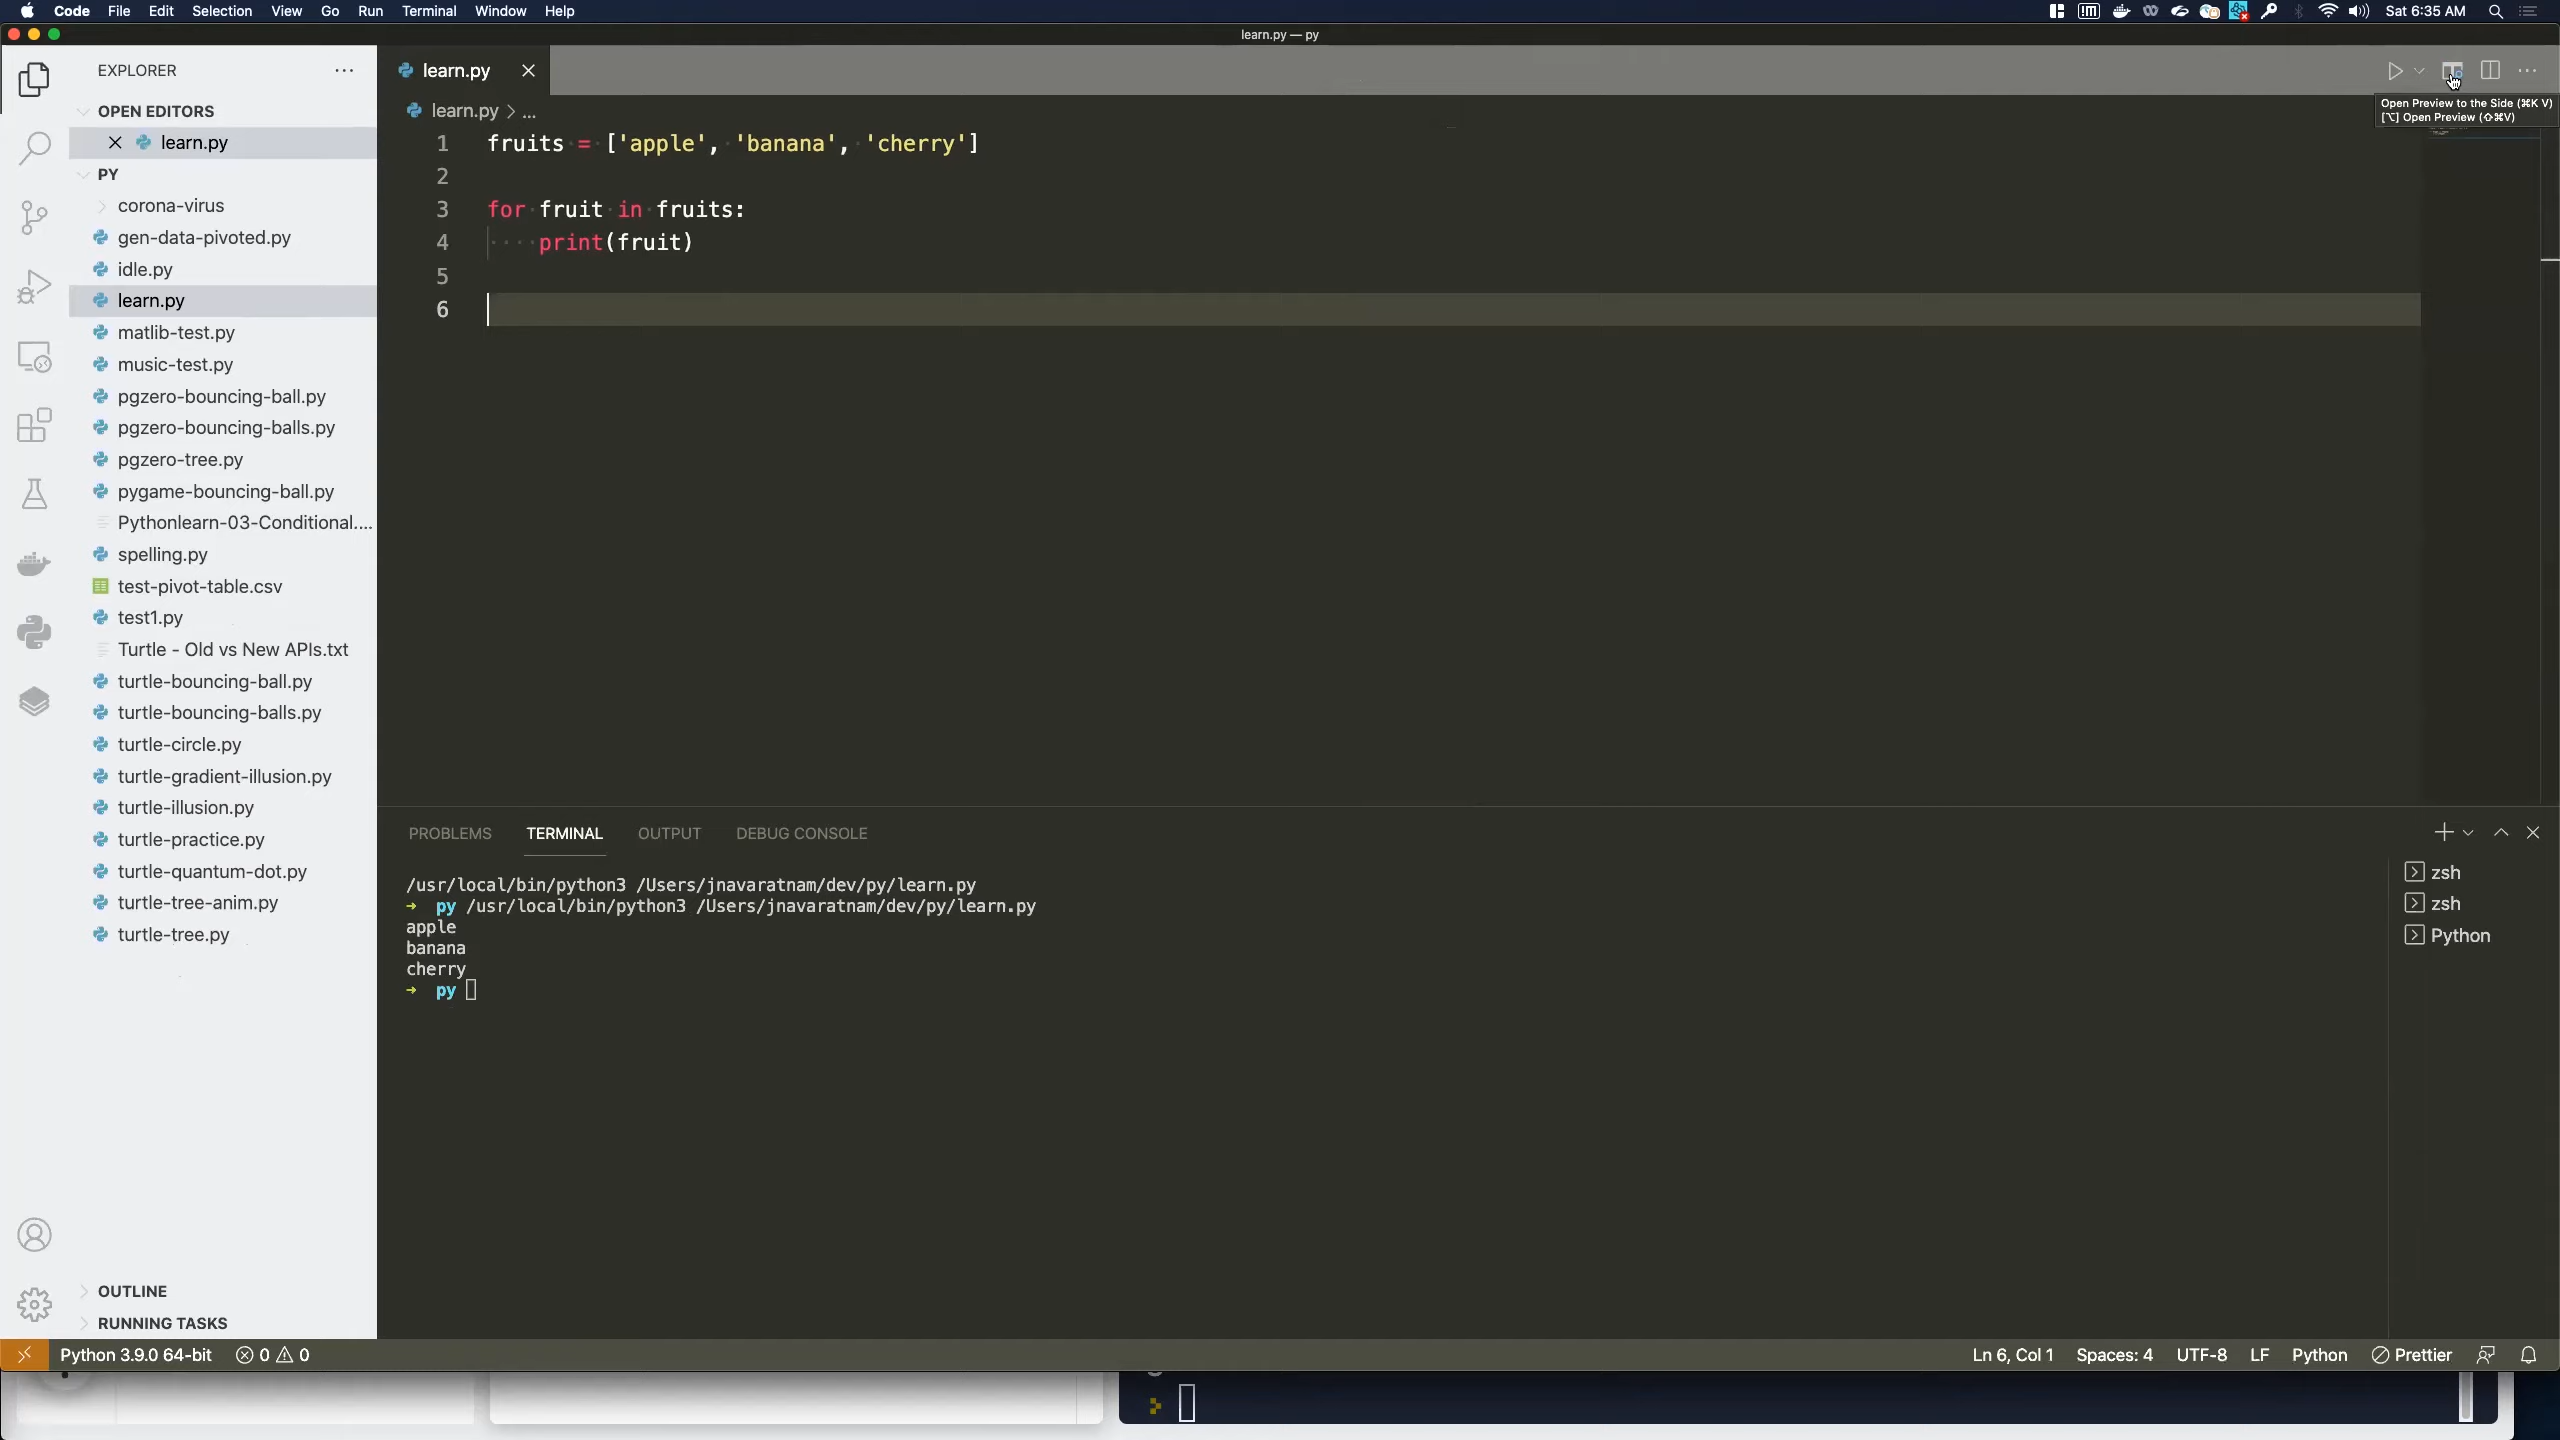 Code File Edit Selection View Go Run Terminal Window Help
Sat 6:35 AM
learn.py — py
EXPLORER
OPEN EDITORS
learn.py
PY
corona-virus
gen-data-pivoted.py
idle.py
learn.py
matlib-test.py
music-test.py
pgzero-bouncing-ball.py
pgzero-bouncing-balls.py
pgzero-tree.py
pygame-bouncing-ball.py
Pythonlearn-03-Conditional....
spelling.py
test-pivot-table.csv
test1.py
Turtle - Old vs New APIs.txt
turtle-bouncing-ball.py
turtle-bouncing-balls.py
turtle-circle.py
turtle-gradient-illusion.py
turtle-illusion.py
turtle-practice.py
turtle-quantum-dot.py
turtle-tree-anim.py
turtle-tree.py
OUTLINE
RUNNING TASKS
learn.py
Open Preview to the Side (⌘K V)
[⌥] Open Preview (⇧⌘V)
learn.py > ...
1 fruits = ['apple', 'banana', 'cherry']
2
3 for fruit in fruits:
4 print(fruit)
5
6
PROBLEMS TERMINAL OUTPUT DEBUG CONSOLE
/usr/local/bin/python3 /Users/jnavaratnam/dev/py/learn.py
→ py /usr/local/bin/python3 /Users/jnavaratnam/dev/py/learn.py
apple
banana
cherry
→ py
zsh
zsh
Python
Python 3.9.0 64-bit 0 0
Ln 6, Col 1 Spaces: 4 UTF-8 LF Python Prettier